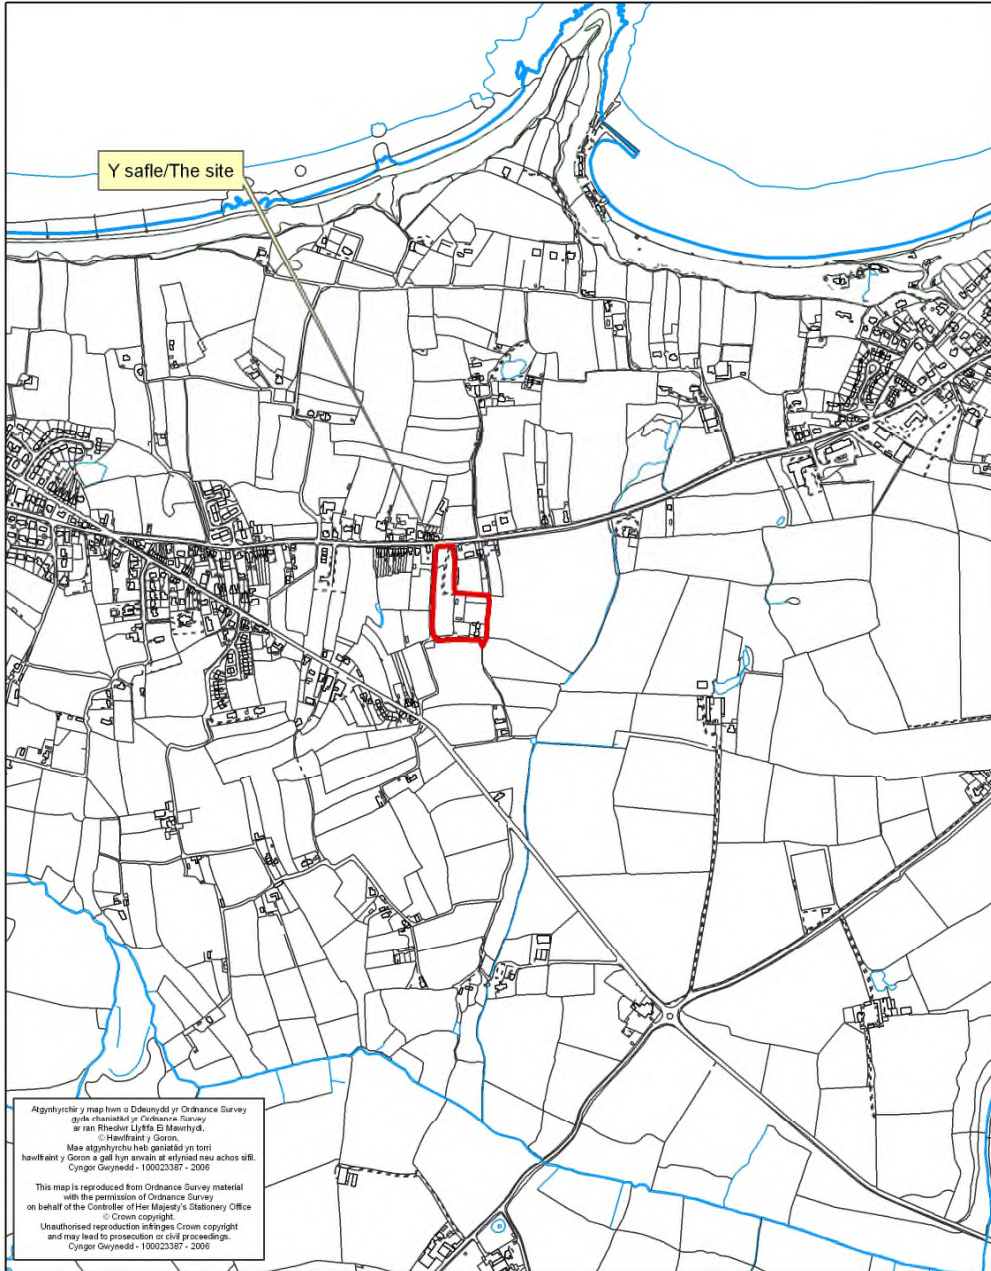 Y safle/The site
Atgynhyrchir y map hwn o Ddeunydd yr Ordnance Survey
gyda chaniatâd yr Ordnance Survey
ar ran Rheolwr Llyfrfa Ei Mawrhydi.
© Hawlfraint y Goron.
Mae atgynhyrchu heb ganiatâd yn torri
hawlfraint y Goron a gall hyn arwain at erlyniad neu achos sifil.
Cyngor Gwynedd - 100023387 - 2006
This map is reproduced from Ordnance Survey material
with the permission of Ordnance Survey
on behalf of the Controller of Her Majesty's Stationery Office
© Crown copyright.
Unauthorised reproduction infringes Crown copyright
and may lead to prosecution or civil proceedings.
Cyngor Gwynedd - 100023387 - 2006